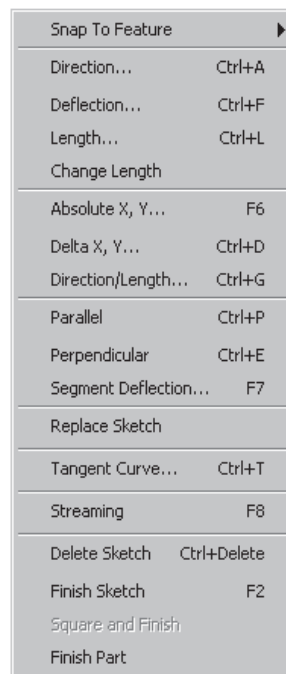 Snap To Feature
Direction... Ctrl+A
Deflection... Ctrl+F
Length... Ctrl+L
Change Length
Absolute X, Y... F6
Delta X, Y... Ctrl+D
Direction/Length... Ctrl+G
Parallel Ctrl+P
Perpendicular Ctrl+E
Segment Deflection... F7
Replace Sketch
Tangent Curve... Ctrl+T
Streaming F8
Delete Sketch Ctrl+Delete
Finish Sketch F2
Square and Finish
Finish Part